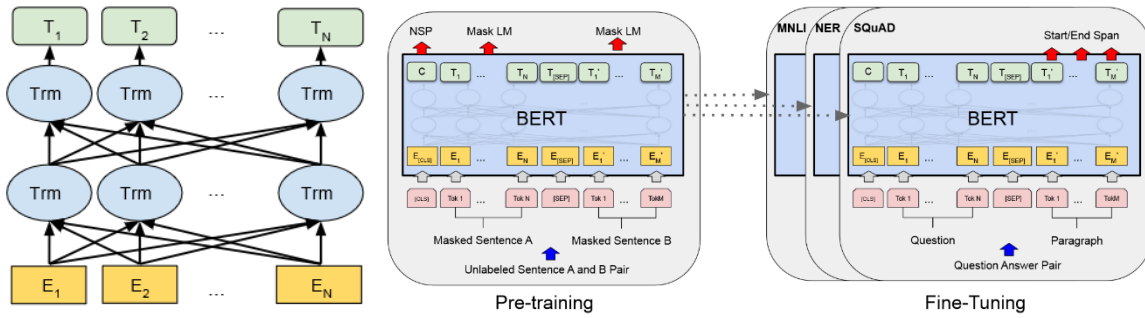 T1 T2 ... TN
Trm Trm ... Trm
Trm Trm ... Trm
E1 E2 ... EN
NSP Mask LM Mask LM
C T1 ... TN T[SEP] T1' ... TM'
BERT
E[CLS] E1 ... EN E[SEP] E1' ... EM'
[CLS] Tok 1 ... Tok N [SEP] Tok 1 ... TokM
Masked Sentence A Masked Sentence B
Unlabeled Sentence A and B Pair
Pre-training
MNLI NER SQuAD
Start/End Span
C T1 ... TN T[SEP] T1' ... TM'
BERT
E[CLS] E1 ... EN E[SEP] E1' ... EM'
[CLS] Tok 1 ... Tok N [SEP] Tok 1 ... TokM
Question Paragraph
Question Answer Pair
Fine-Tuning